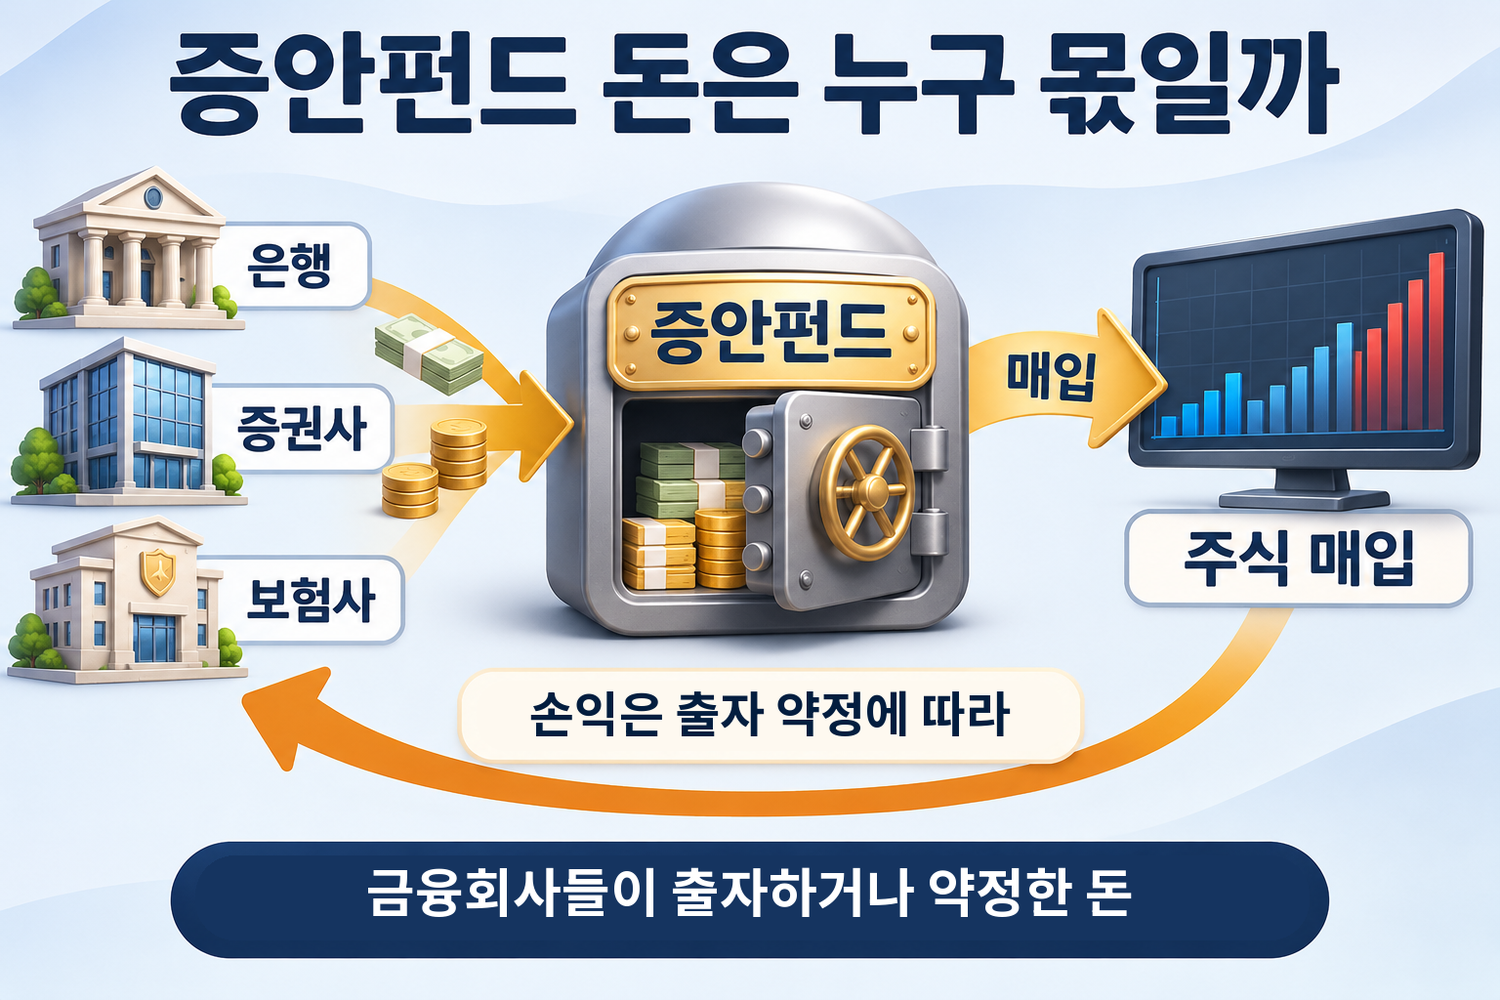 증안펀드 돈은 누구 몫일까
은행
증권사
보험사
증안펀드
매입
주식 매입
손익은 출자 약정에 따라
금융회사들이 출자하거나 약정한 돈